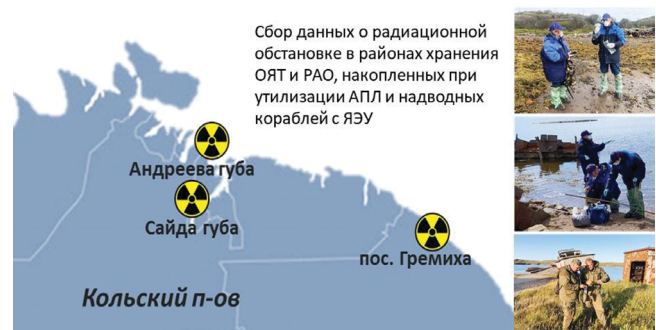 Сбор данных о радиационной
обстановке в районах хранения
ОЯТ и РАО, накопленных при
утилизации АПЛ и надводных
кораблей с ЯЭУ
Андреева губа
Сайда губа
пос. Гремиха
Кольский п-ов